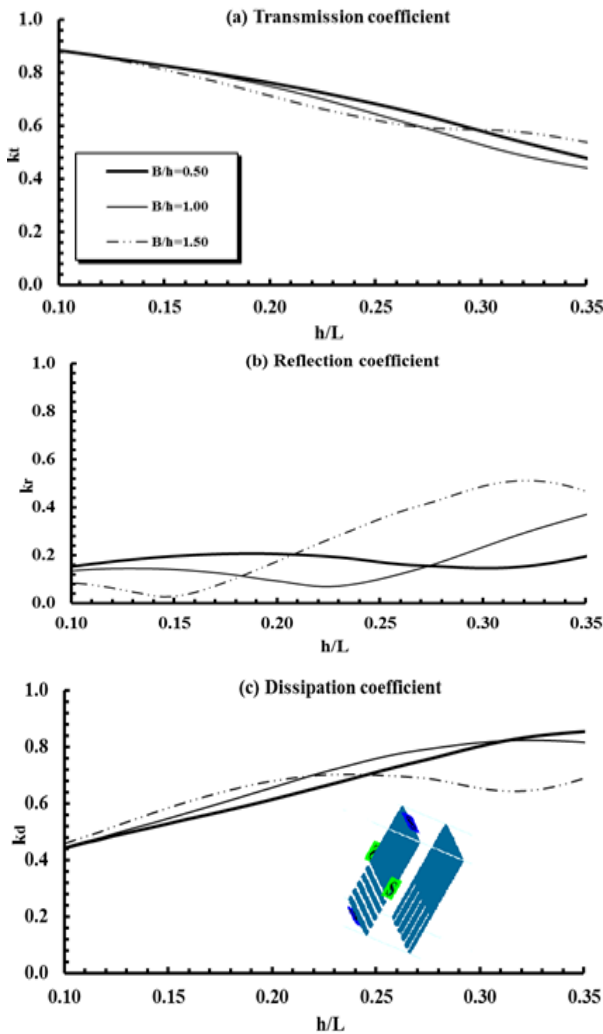 (a) Transmission coefficient
1.0
0.8
0.6
0.4
0.2
0.0
kt
B/h=0.50
B/h=1.00
B/h=1.50
0.10 0.15 0.20 0.25 0.30 0.35
h/L
(b) Reflection coefficient
1.0
0.8
0.6
0.4
0.2
0.0
kr
0.10 0.15 0.20 0.25 0.30 0.35
h/L
(c) Dissipation coefficient
1.0
0.8
0.6
0.4
0.2
0.0
kd
0.10 0.15 0.20 0.25 0.30 0.35
h/L